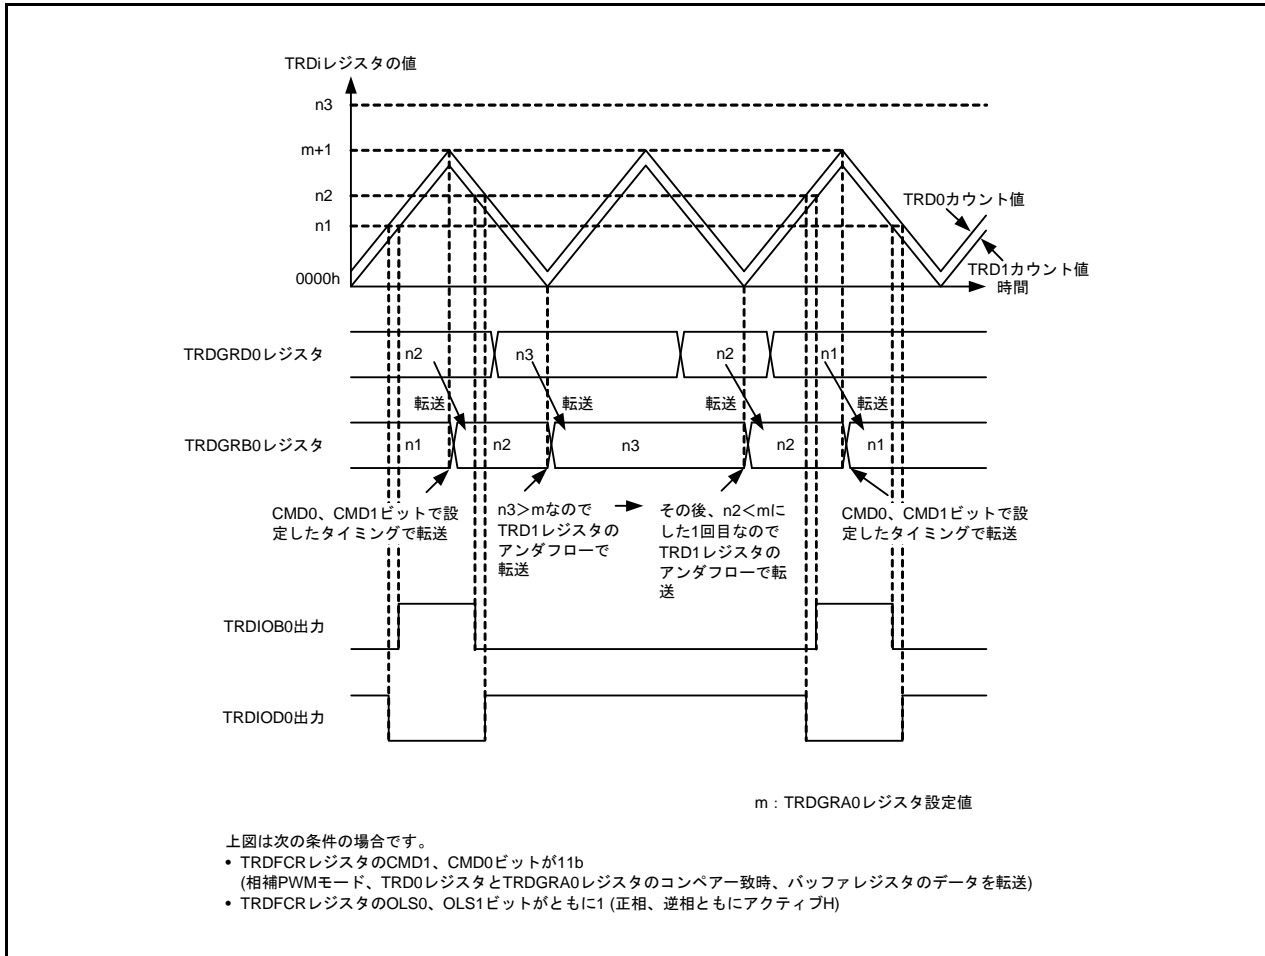 TRDiレジスタの値
n3
m+1
n2
n1
0000h
TRD0カウント値
TRD1カウント値
時間
TRDGRD0レジスタ
n2
n3
n2
n1
転送
転送
転送
転送
TRDGRB0レジスタ
n1
n2
n3
n2
n1
CMD0、CMD1ビットで設
定したタイミングで転送
n3>mなので
TRD1レジスタの
アンダフローで
転送
その後、n2<mに
した1回目なので
TRD1レジスタの
アンダフローで転
送
CMD0、CMD1ビットで設
定したタイミングで転送
TRDIOB0出力
TRDIOD0出力
m：TRDGRA0レジスタ設定値
上図は次の条件の場合です。
• TRDFCRレジスタのCMD1、CMD0ビットが11b
(相補PWMモード、TRD0レジスタとTRDGRA0レジスタのコンペア一致時、バッファレジスタのデータを転送)
• TRDFCRレジスタのOLS0、OLS1ビットがともに1 (正相、逆相ともにアクティブH)